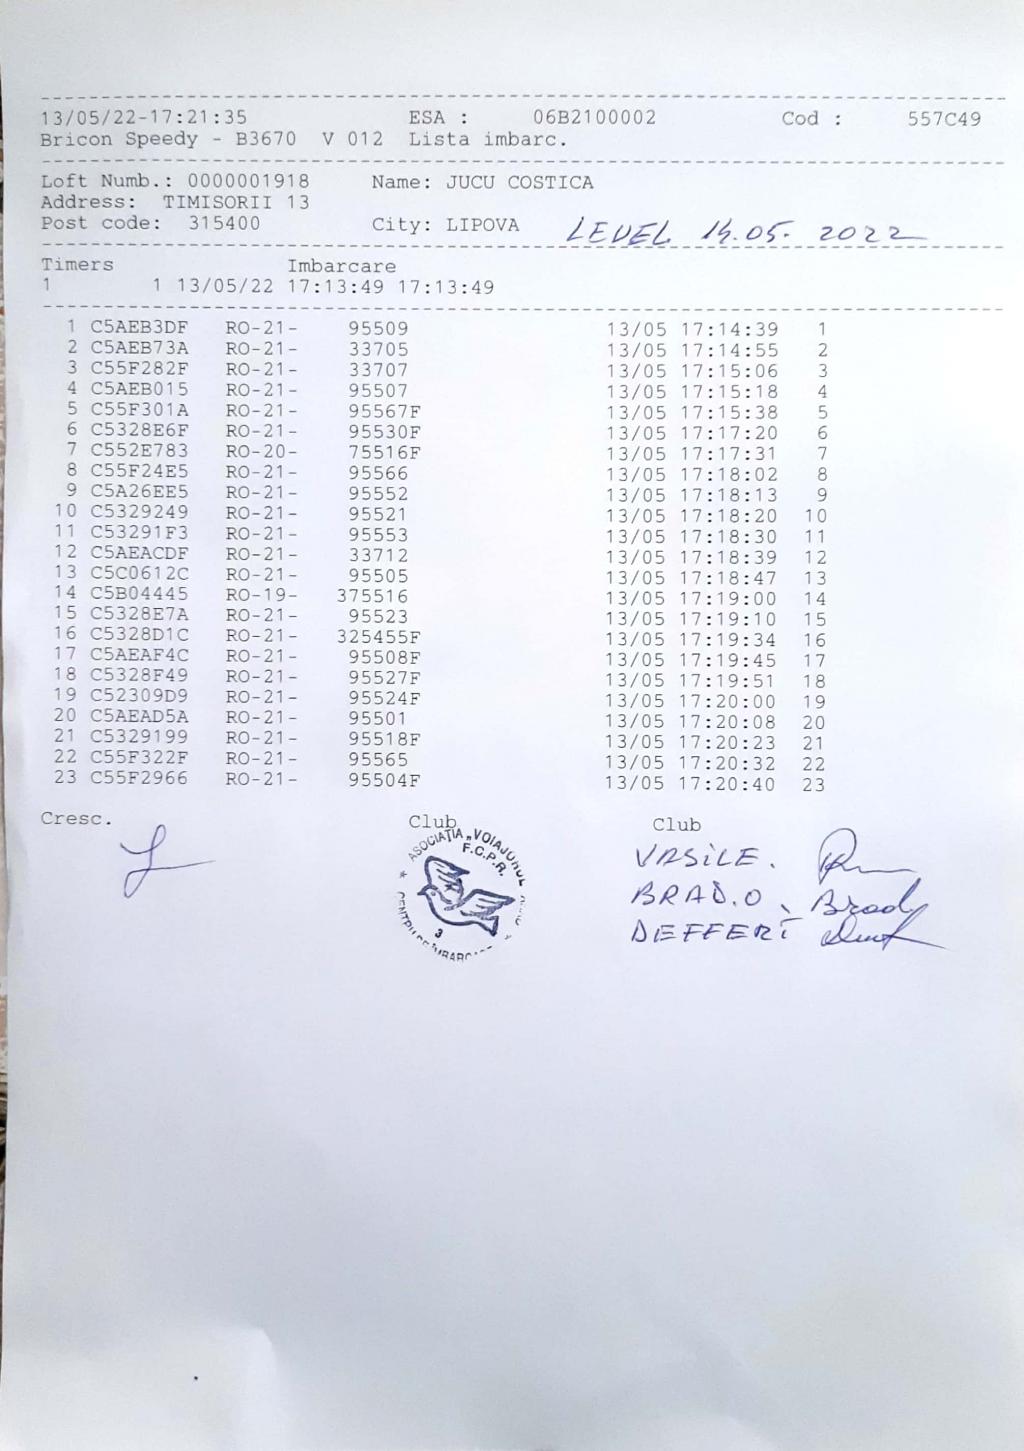 13/05/22-17:21:35 ESA : 06B2100002 Cod : 557C49
Bricon Speedy - B3670 V 012 Lista imbarc.
Loft Numb.: 0000001918 Name: JUCU COSTICA
Address: TIMISORII 13
Post code: 315400 City: LIPOVA LEVEL 14.05. 2022
Timers Imbarcare
1 1 13/05/22 17:13:49 17:13:49
1 C5AEB3DF RO-21- 95509 13/05 17:14:39 1
2 C5AEB73A RO-21- 33705 13/05 17:14:55 2
3 C55F282F RO-21- 33707 13/05 17:15:06 3
4 C5AEB015 RO-21- 95507 13/05 17:15:18 4
5 C55F301A RO-21- 95567F 13/05 17:15:38 5
6 C5328E6F RO-21- 95530F 13/05 17:17:20 6
7 C552E783 RO-20- 75516F 13/05 17:17:31 7
8 C55F24E5 RO-21- 95566 13/05 17:18:02 8
9 C5A26EE5 RO-21- 95552 13/05 17:18:13 9
10 C5329249 RO-21- 95521 13/05 17:18:20 10
11 C53291F3 RO-21- 95553 13/05 17:18:30 11
12 C5AEACDF RO-21- 33712 13/05 17:18:39 12
13 C5C0612C RO-21- 95505 13/05 17:18:47 13
14 C5B04445 RO-19- 375516 13/05 17:19:00 14
15 C5328E7A RO-21- 95523 13/05 17:19:10 15
16 C5328D1C RO-21- 325455F 13/05 17:19:34 16
17 C5AEAF4C RO-21- 95508F 13/05 17:19:45 17
18 C5328F49 RO-21- 95527F 13/05 17:19:51 18
19 C52309D9 RO-21- 95524F 13/05 17:20:00 19
20 C5AEAD5A RO-21- 95501 13/05 17:20:08 20
21 C5329199 RO-21- 95518F 13/05 17:20:23 21
22 C55F322F RO-21- 95565 13/05 17:20:32 22
23 C55F2966 RO-21- 95504F 13/05 17:20:40 23
Cresc. Club Club
ASOCIAȚIA „VOIAJORUL
F.C.P.R.
3
VASILE.
BRAD.O Brad
DEFFERT